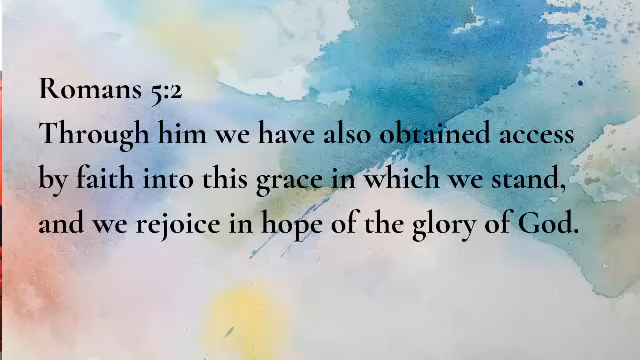 Romans 5:2
Through him we have also obtained access
by faith into this grace in which we stand,
and we rejoice in hope of the glory of God.